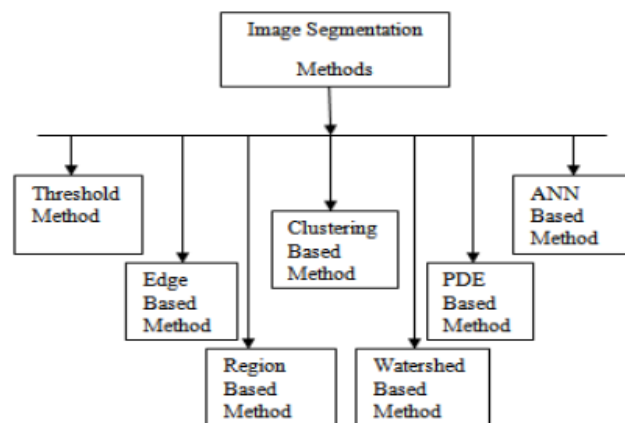 Image Segmentation
Methods
Threshold
Method
Edge
Based
Method
Region
Based
Method
Clustering
Based
Method
Watershed
Based
Method
PDE
Based
Method
ANN
Based
Method